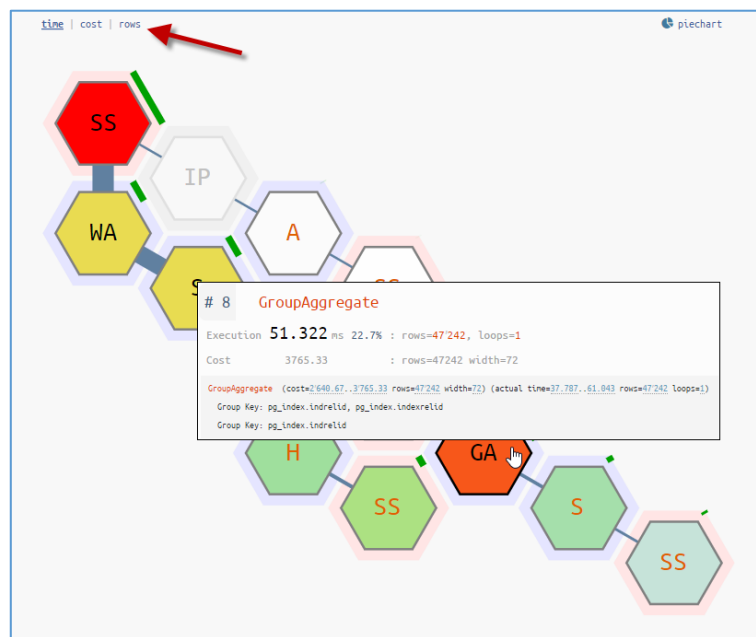 time | cost | rows
piechart
SS
IP
WA
A
S
# 8 GroupAggregate
Execution 51.322 ms 22.7% : rows=47'242, loops=1
Cost 3765.33 : rows=47242 width=72
GroupAggregate (cost=2'640.67..3'765.33 rows=47'242 width=72) (actual time=37.787..61.043 rows=47'242 loops=1)
Group Key: pg_index.indrelid, pg_index.indexrelid
Group Key: pg_index.indrelid
H
GA
SS
S
SS